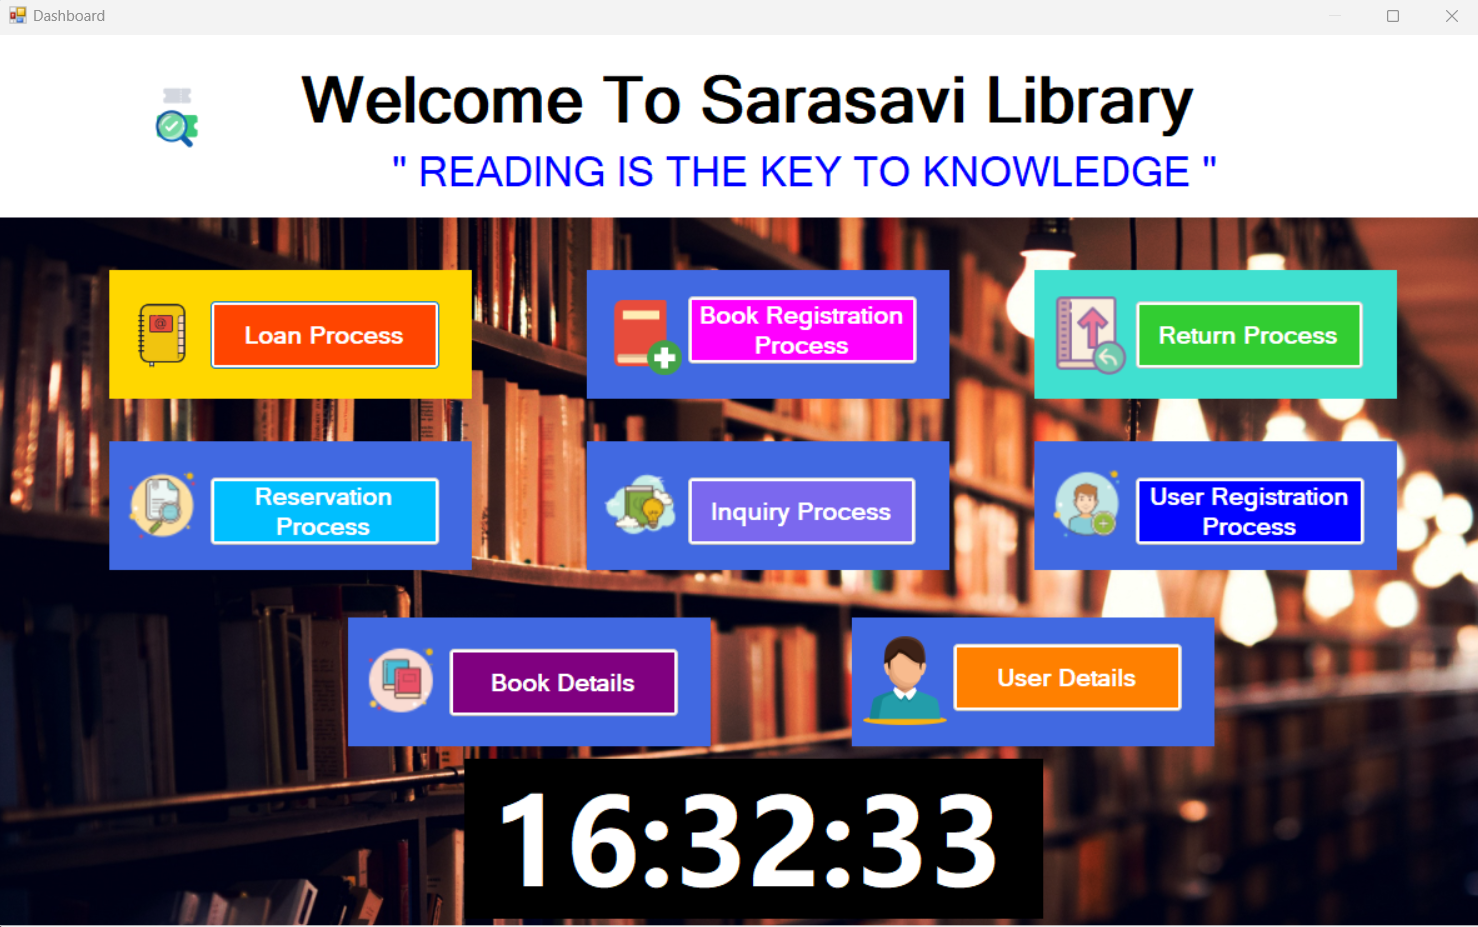 Dashboard
Welcome To Sarasavi Library
" READING IS THE KEY TO KNOWLEDGE "
Loan Process
Book Registration
Process
Return Process
Reservation
Process
Inquiry Process
User Registration
Process
Book Details
User Details
16:32:33